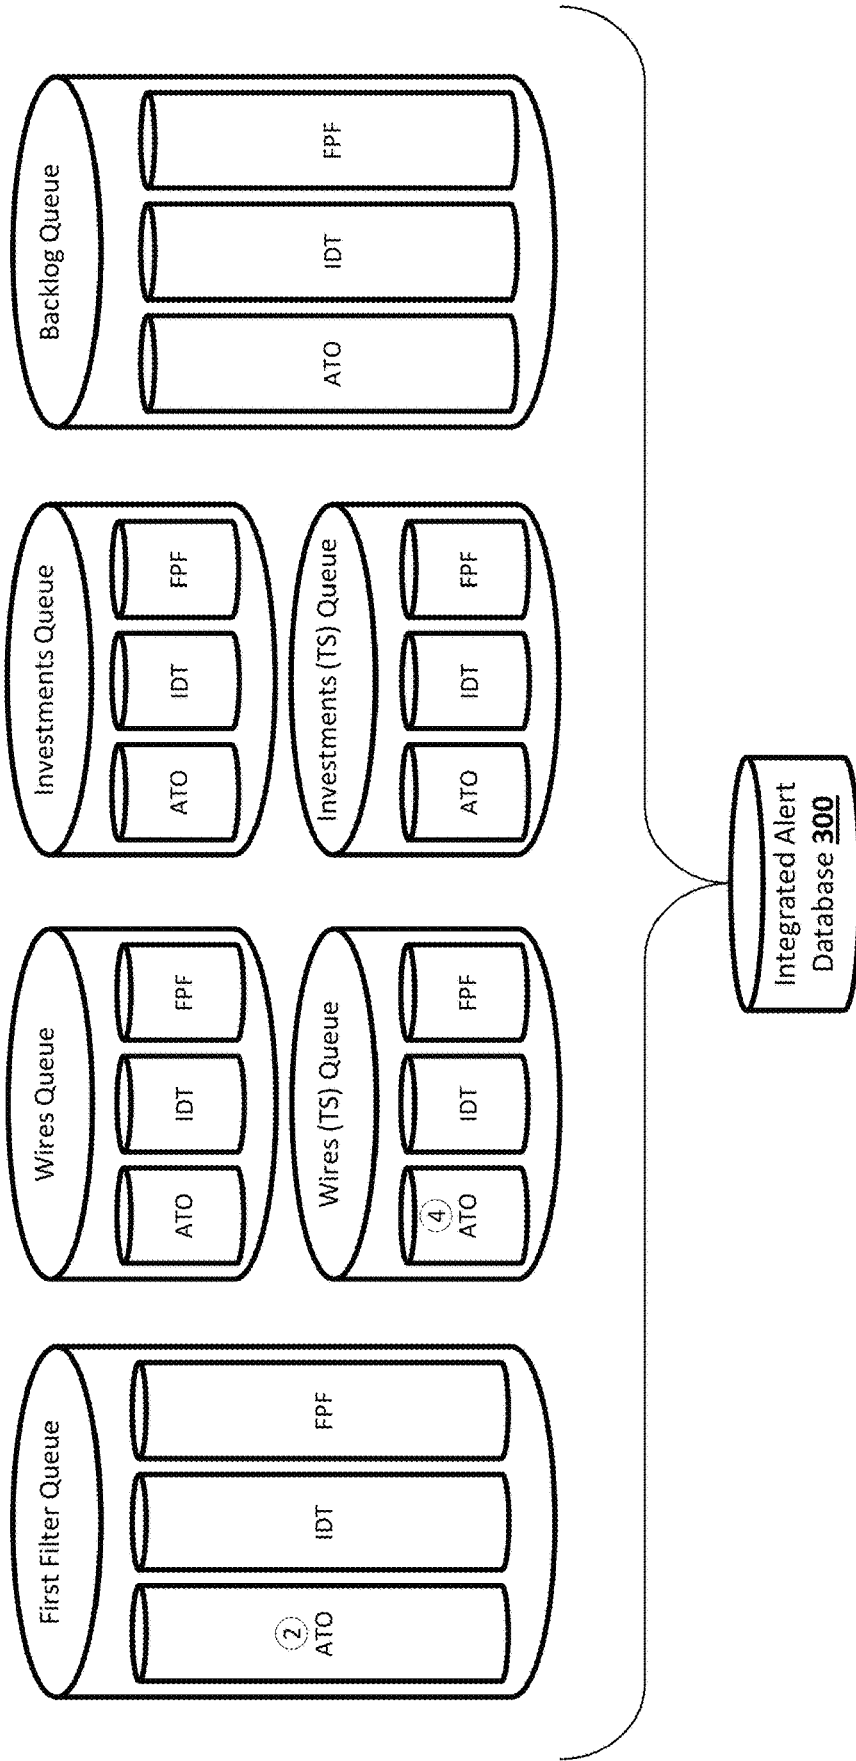 First Filter Queue
②
ATO
IDT
FPF
Wires Queue
ATO
IDT
FPF
Wires (TS) Queue
④
ATO
IDT
FPF
Investments Queue
ATO
IDT
FPF
Investments (TS) Queue
ATO
IDT
FPF
Backlog Queue
ATO
IDT
FPF
Integrated Alert
Database 300